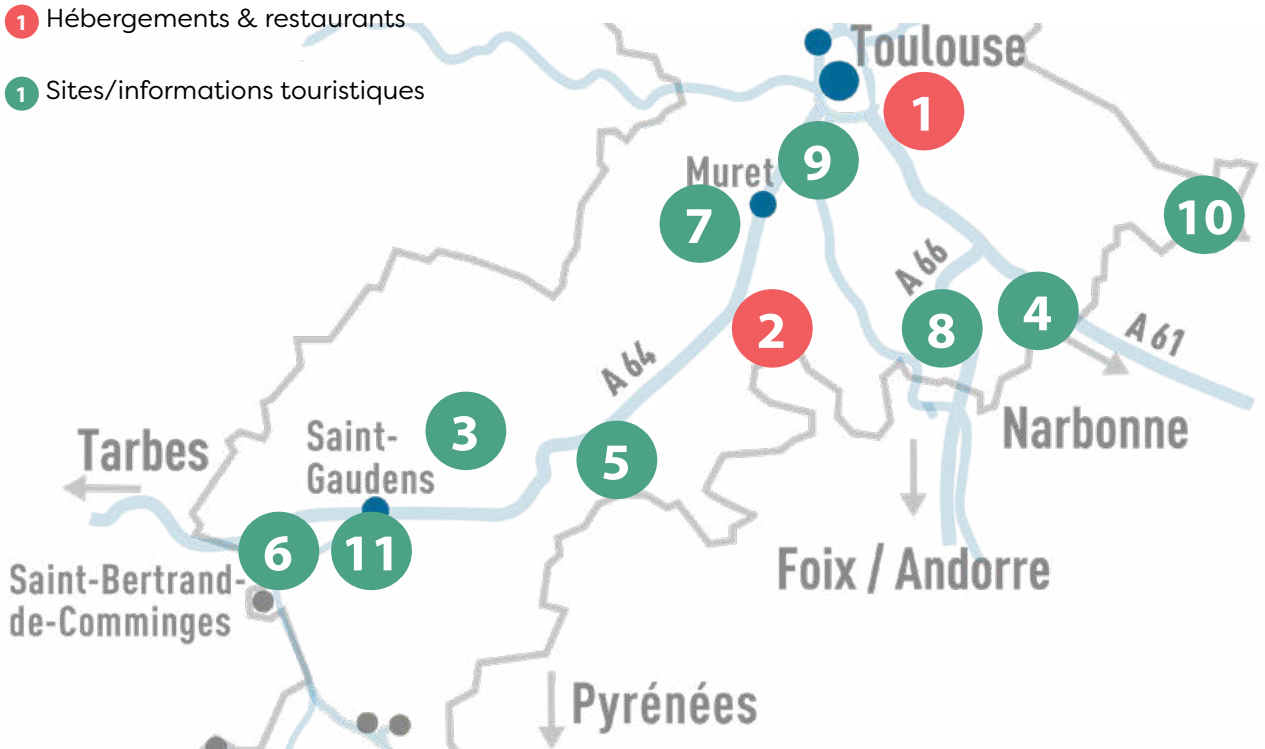 1 Hébergements & restaurants
1 Sites/informations touristiques
Toulouse
1
9
Muret
7
10
A 66
2
8
4
A 61
A 64
3
Saint-
Gaudens
Tarbes
5
Narbonne
6
11
Foix / Andorre
Saint-Bertrand-
de-Comminges
Pyrénées